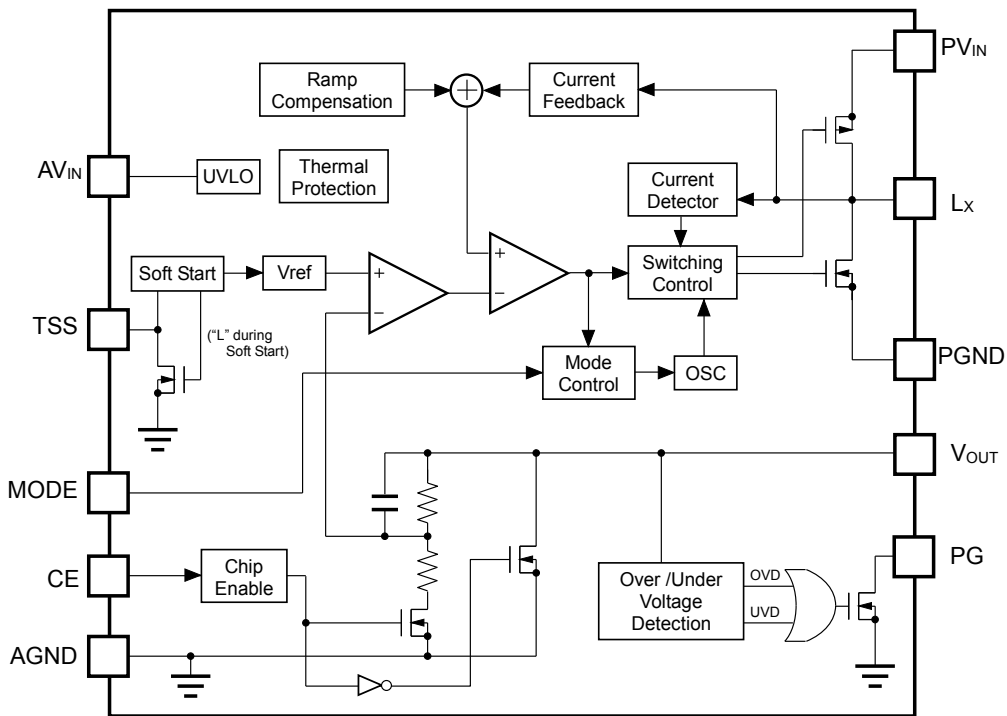 PVIN
Ramp
Compensation
Current
Feedback
AVIN
UVLO
Thermal
Protection
Current
Detector
LX
Soft Start
Vref
+
−
+
−
Switching
Control
TSS
("L" during
Soft Start)
Mode
Control
OSC
PGND
VOUT
MODE
CE
Chip
Enable
Over /Under
Voltage
Detection
OVD
UVD
PG
AGND